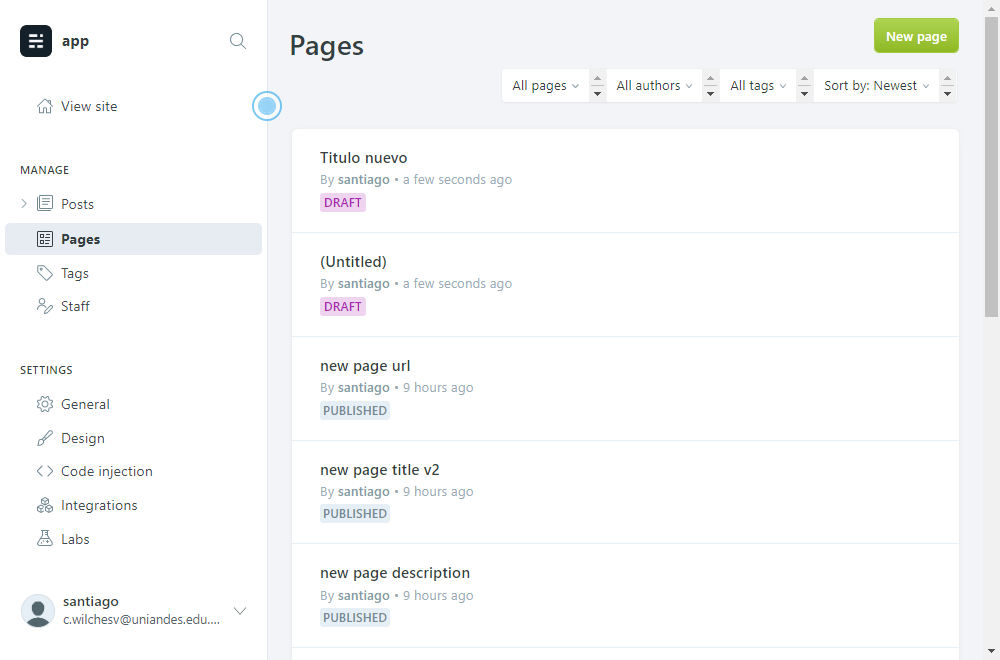 app
View site
MANAGE
Posts
Pages
Tags
Staff
SETTINGS
General
Design
Code injection
Integrations
Labs
santiago
c.wilchesv@uniandes.edu....
Pages
New page
All pages
All authors
All tags
Sort by: Newest
Titulo nuevo
By santiago • a few seconds ago
DRAFT
(Untitled)
By santiago • a few seconds ago
DRAFT
new page url
By santiago • 9 hours ago
PUBLISHED
new page title v2
By santiago • 9 hours ago
PUBLISHED
new page description
By santiago • 9 hours ago
PUBLISHED